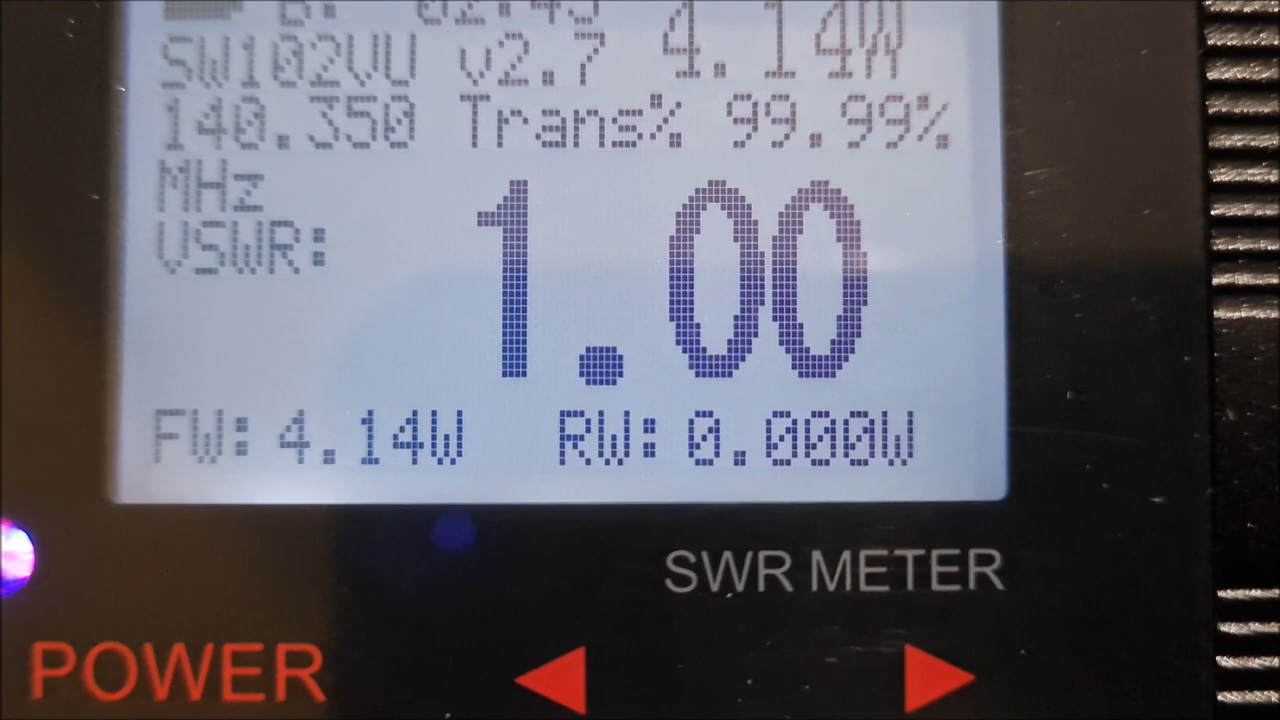 4.14W
SW102VU v2.7
140.350 Trans% 99.99%
MHz
VSWR: 1.00
FW: 4.14W RW: 0.000W
SWR METER
POWER